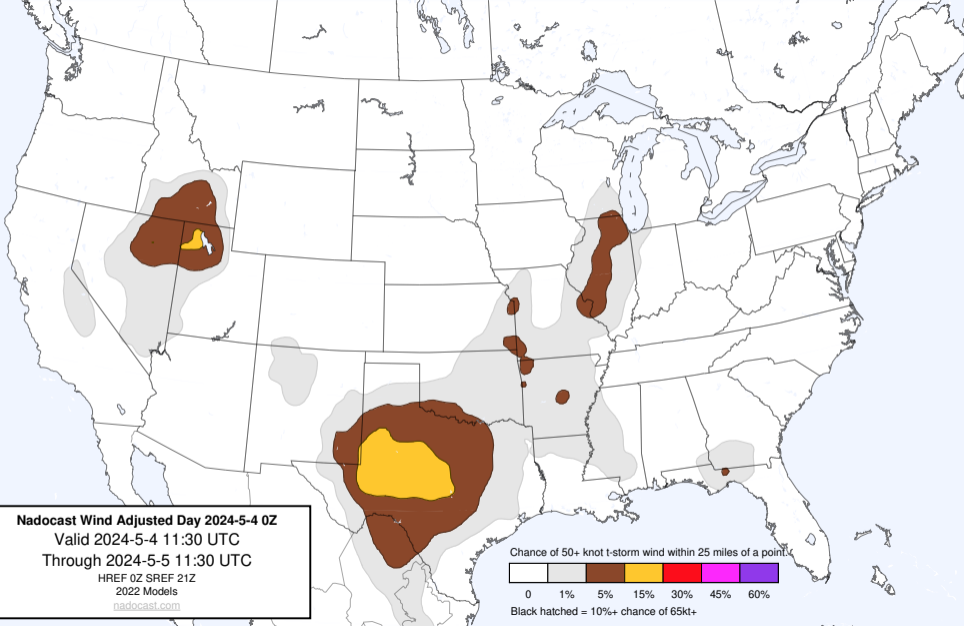 Nadocast Wind Adjusted Day 2024-5-4 0Z
Valid 2024-5-4 11:30 UTC
Through 2024-5-5 11:30 UTC
HREF 0Z SREF 21Z
2022 Models
nadocast.com
Chance of 50+ knot t-storm wind within 25 miles of a point.
0 1% 5% 15% 30% 45% 60%
Black hatched = 10%+ chance of 65kt+